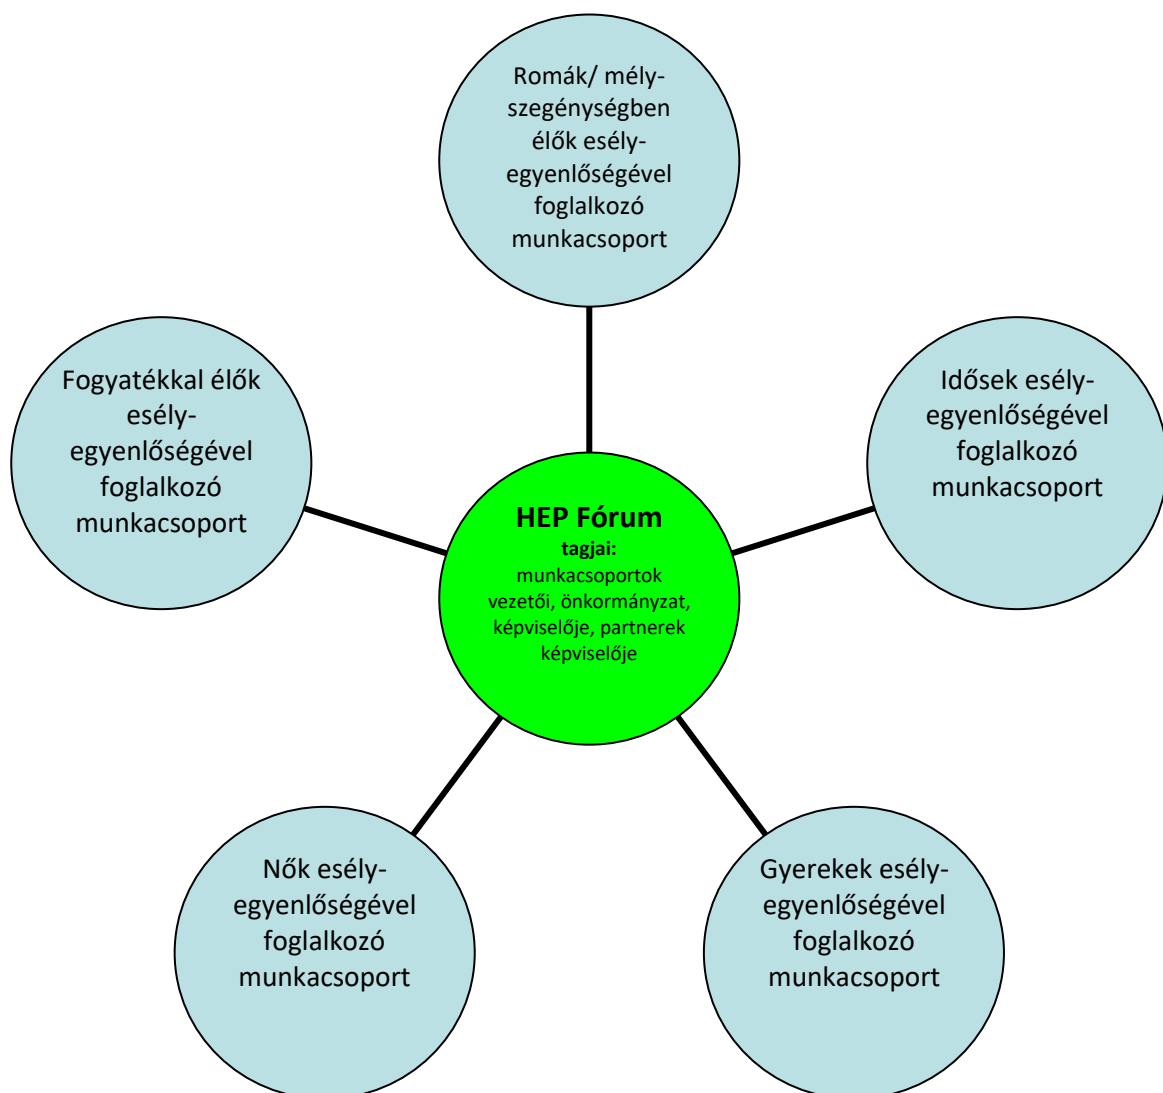 Romák/ mély-
szegénységben
élők esély-
egyenlőségével
foglalkozó
munkacsoport
Fogyatékkal élők
esély-
egyenlőségével
foglalkozó
munkacsoport
Idősek esély-
egyenlőségével
foglalkozó
munkacsoport
HEP Fórum
tagjai:
munkacsoportok
vezetői, önkormányzat,
képviselője, partnerek
képviselője
Nők esély-
egyenlőségével
foglalkozó
munkacsoport
Gyerekek esély-
egyenlőségével
foglalkozó
munkacsoport